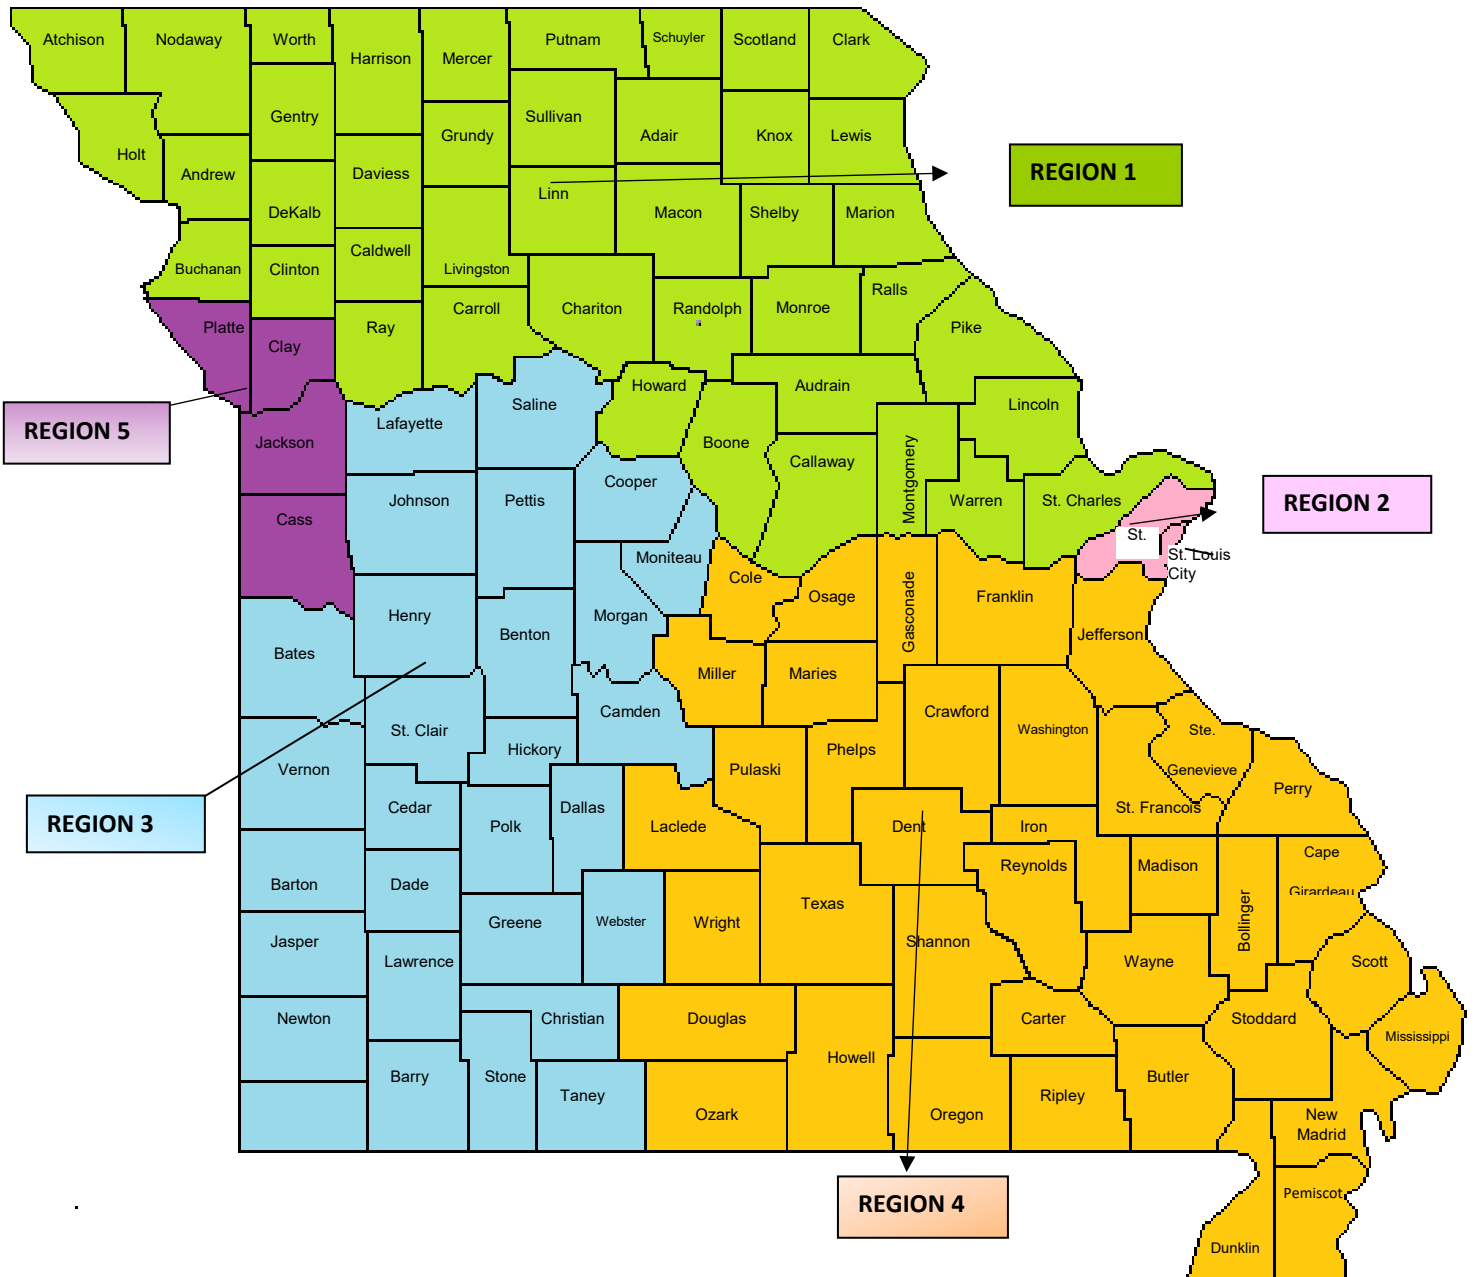 Atchison
Nodaway
Worth
Harrison
Mercer
Putnam
Schuyler
Scotland
Clark
Holt
Andrew
Gentry
DeKalb
Daviess
Grundy
Sullivan
Adair
Knox
Lewis
Linn
Macon
Shelby
Marion
REGION 1
Buchanan
Clinton
Caldwell
Livingston
Carroll
Chariton
Randolph
Monroe
Ralls
Pike
Platte
Clay
Ray
Howard
Audrain
Lincoln
Boone
Callaway
Montgomery
Warren
St. Charles
REGION 5
Jackson
Cass
Lafayette
Saline
Johnson
Pettis
Cooper
Moniteau
St.
St. Louis
City
REGION 2
Cole
Osage
Gasconade
Franklin
Jefferson
Bates
Henry
Benton
Morgan
Miller
Maries
Camden
St. Clair
Hickory
Vernon
Cedar
Polk
Dallas
Laclede
Pulaski
Phelps
Crawford
Washington
Ste.
Genevieve
St. Francois
Perry
REGION 3
Dent
Iron
Reynolds
Madison
Cape
Girardeau
Bollinger
Barton
Dade
Greene
Webster
Wright
Texas
Shannon
Wayne
Scott
Jasper
Lawrence
Newton
Christian
Douglas
Howell
Carter
Stoddard
Mississippi
Barry
Stone
Taney
Ozark
Oregon
Ripley
Butler
New
Madrid
Pemiscot
Dunklin
REGION 4